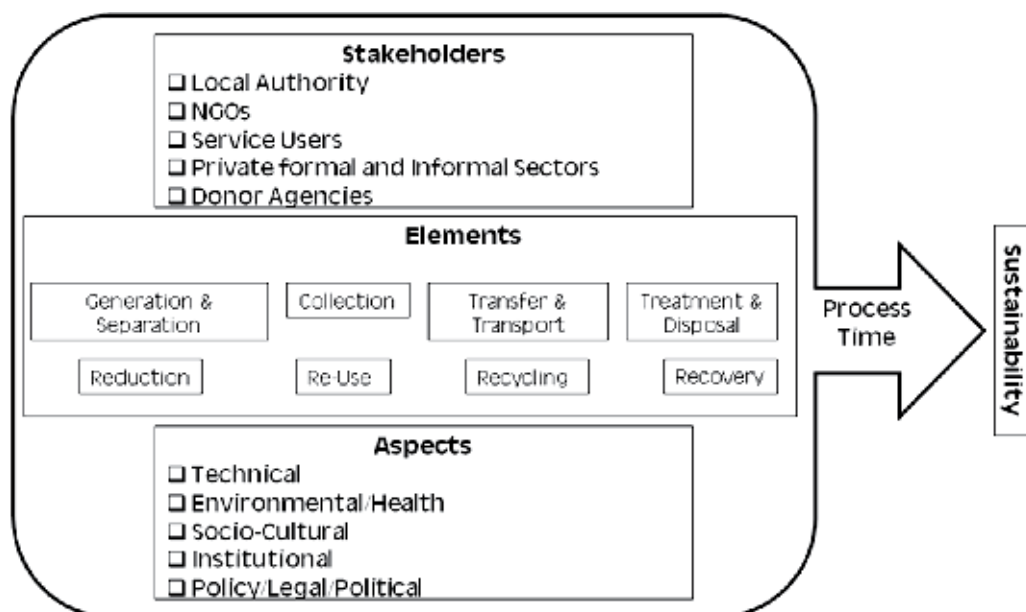 Stakeholders
❑ Local Authority
❑ NGOs
❑ Service Users
❑ Private formal and Informal Sectors
❑ Donor Agencies
Elements
Generation &
Separation
Collection
Transfer &
Transport
Treatment &
Disposal
Reduction
Re-Use
Recycling
Recovery
Aspects
❑ Technical
❑ Environmental/Health
❑ Socio-Cultural
❑ Institutional
❑ Policy/Legal/Political
Process
Time
Sustainability